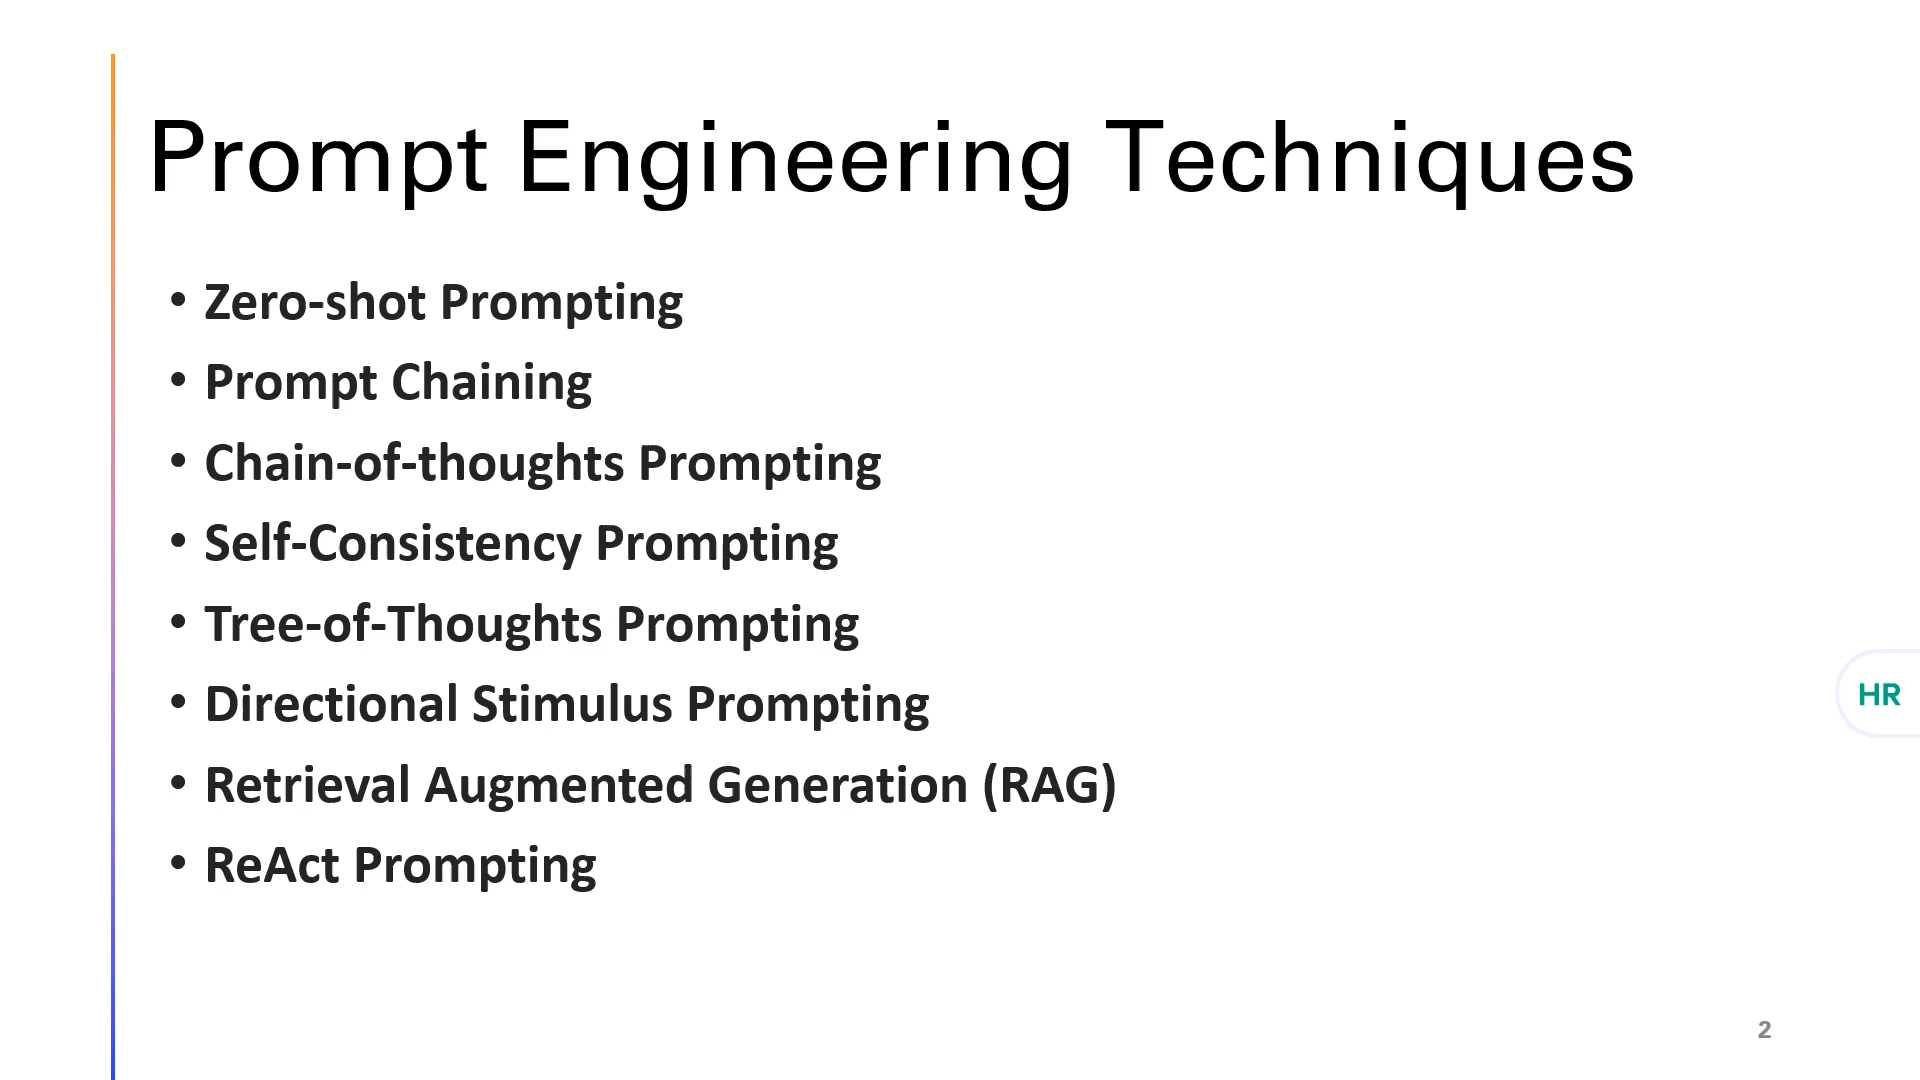 Prompt Engineering Techniques
• Zero-shot Prompting
• Prompt Chaining
• Chain-of-thoughts Prompting
• Self-Consistency Prompting
• Tree-of-Thoughts Prompting
• Directional Stimulus Prompting
• Retrieval Augmented Generation (RAG)
• ReAct Prompting
HR
2